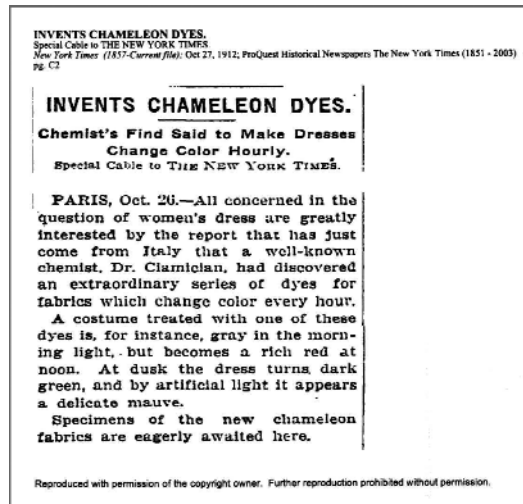 INVENTS CHAMELEON DYES.
Special Cable to THE NEW YORK TIMES
New York Times (1857-Current file); Oct 27, 1912; ProQuest Historical Newspapers The New York Times (1851 - 2003)
pg. C2
INVENTS CHAMELEON DYES.
Chemist's Find Said to Make Dresses
Change Color Hourly.
Special Cable to THE NEW YORK TIMES.
PARIS, Oct. 26.—All concerned in the
question of women's dress are greatly
interested by the report that has just
come from Italy that a well-known
chemist, Dr. Ciamician, had discovered
an extraordinary series of dyes for
fabrics which change color every hour.
A costume treated with one of these
dyes is, for instance, gray in the morn-
ing light, but becomes a rich red at
noon. At dusk the dress turns dark
green, and by artificial light it appears
a delicate mauve.
Specimens of the new chameleon
fabrics are eagerly awaited here.
Reproduced with permission of the copyright owner. Further reproduction prohibited without permission.